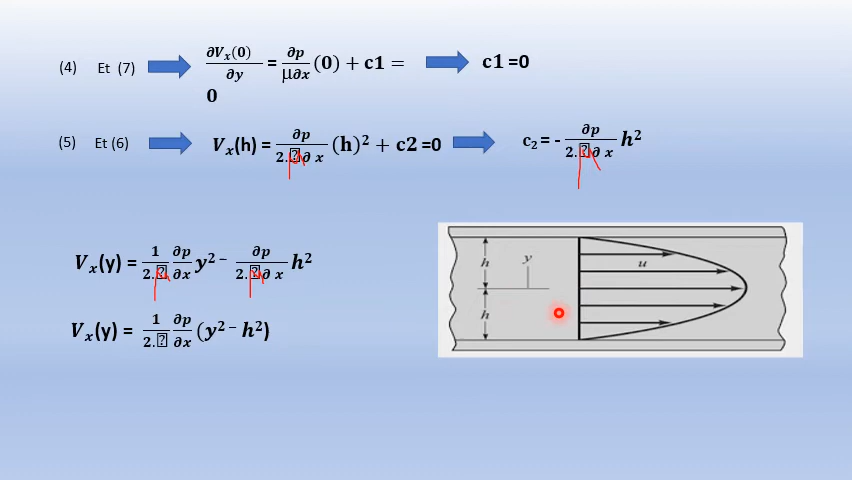 (4) Et (7) ∂Vₓ(0)/∂y = ∂p/μ∂x (0) + c1 = 0 c1 =0
(5) Et (6) Vₓ(h) = ∂p/2.μ∂ x (h)² + c2 =0 c₂ = - ∂p/2.μ∂ x h²
Vₓ(y) = 1/2.μ ∂p/∂x y² − ∂p/2.μ∂ x h²
Vₓ(y) = 1/2.⍰ ∂p/∂x (y² − h²)
h
y
u
h